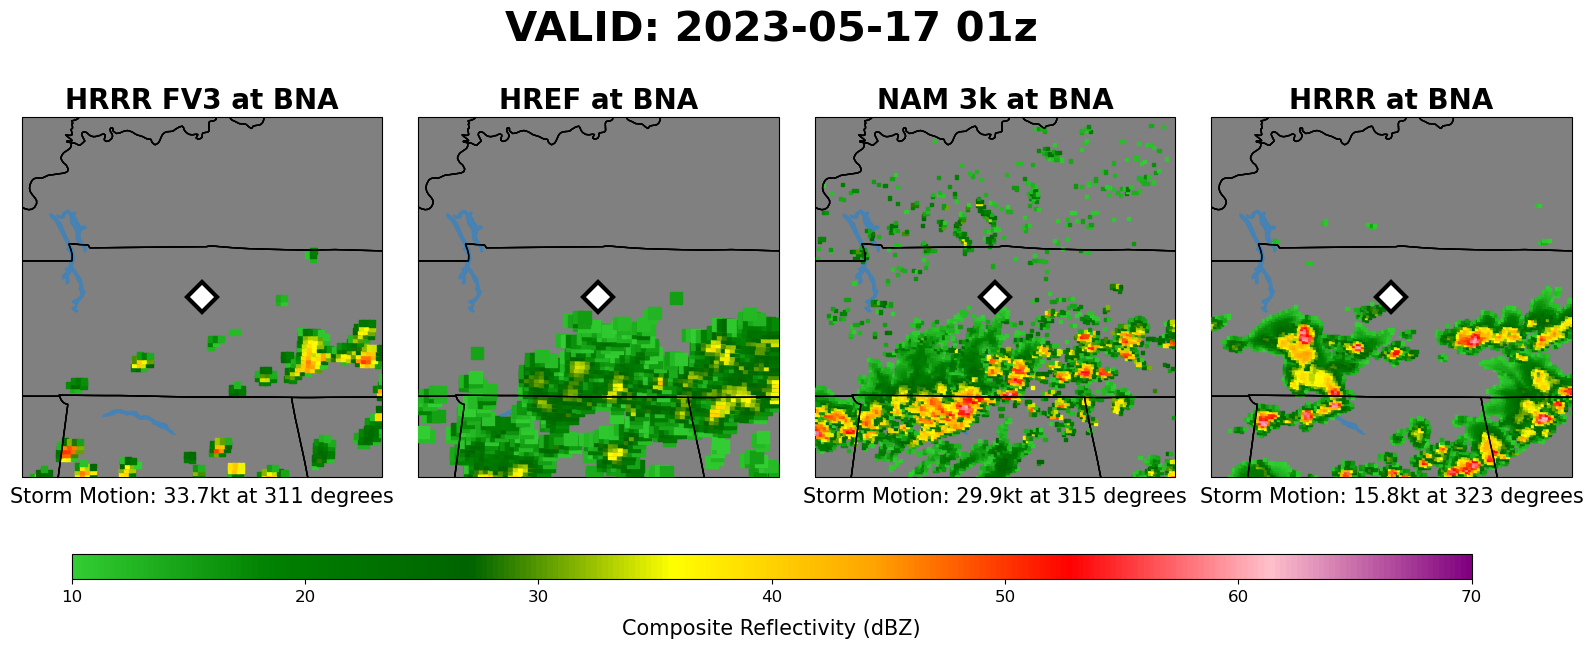 VALID: 2023-05-17 01z
HRRR FV3 at BNA
HREF at BNA
NAM 3k at BNA
HRRR at BNA
Storm Motion: 33.7kt at 311 degrees
Storm Motion: 29.9kt at 315 degrees
Storm Motion: 15.8kt at 323 degrees
10 20 30 40 50 60 70
Composite Reflectivity (dBZ)